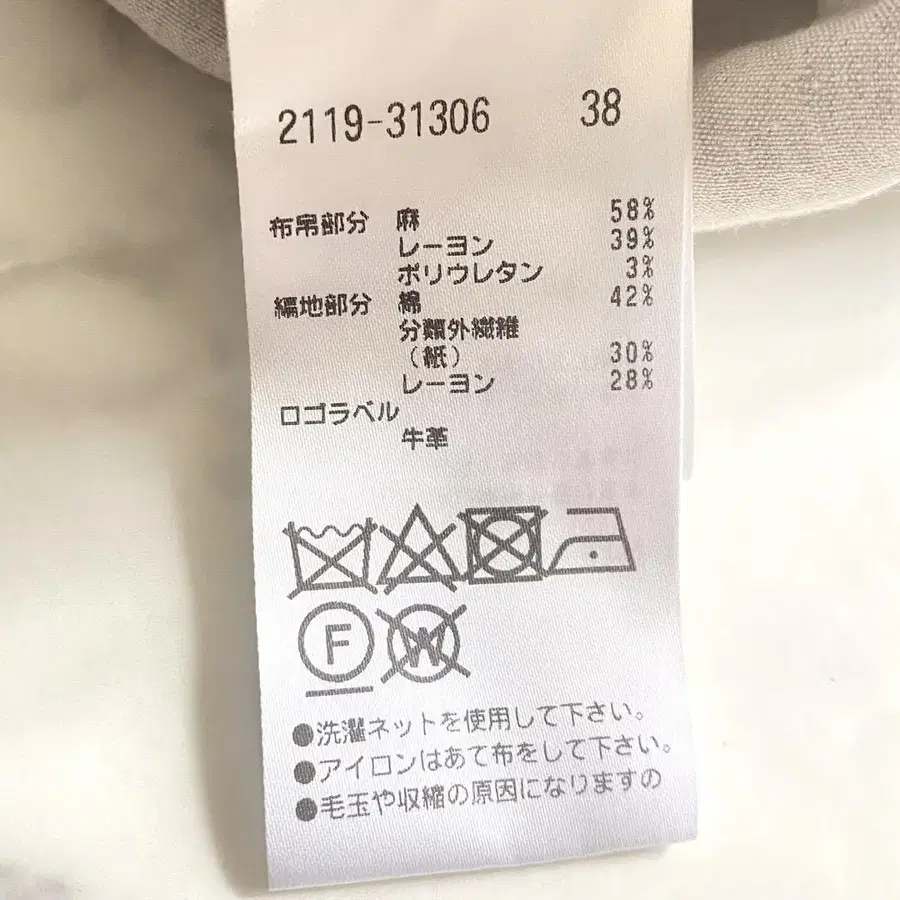 2119-31306 38
布帛部分 麻 58%
レーヨン 39%
ポリウレタン 3%
編地部分 綿 42%
分類外繊維
（紙） 30%
レーヨン 28%
ロゴラベル
牛革
F W
●洗濯ネットを使用して下さい。
●アイロンはあて布をして下さい。
●毛玉や収縮の原因になりますの